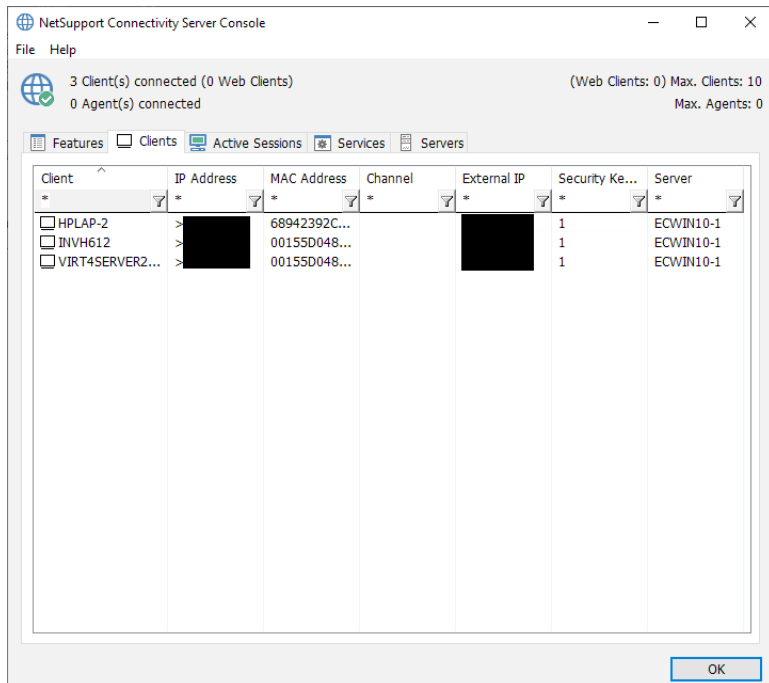 NetSupport Connectivity Server Console
File Help
3 Client(s) connected (0 Web Clients) (Web Clients: 0) Max. Clients: 10
0 Agent(s) connected Max. Agents: 0
Features Clients Active Sessions Services Servers
Client IP Address MAC Address Channel External IP Security Ke... Server
* * * * * * *
HPLAP-2 > 68942392C... 1 ECWIN10-1
INVH612 > 00155D048... 1 ECWIN10-1
VIRT4SERVER2... > 00155D048... 1 ECWIN10-1
OK